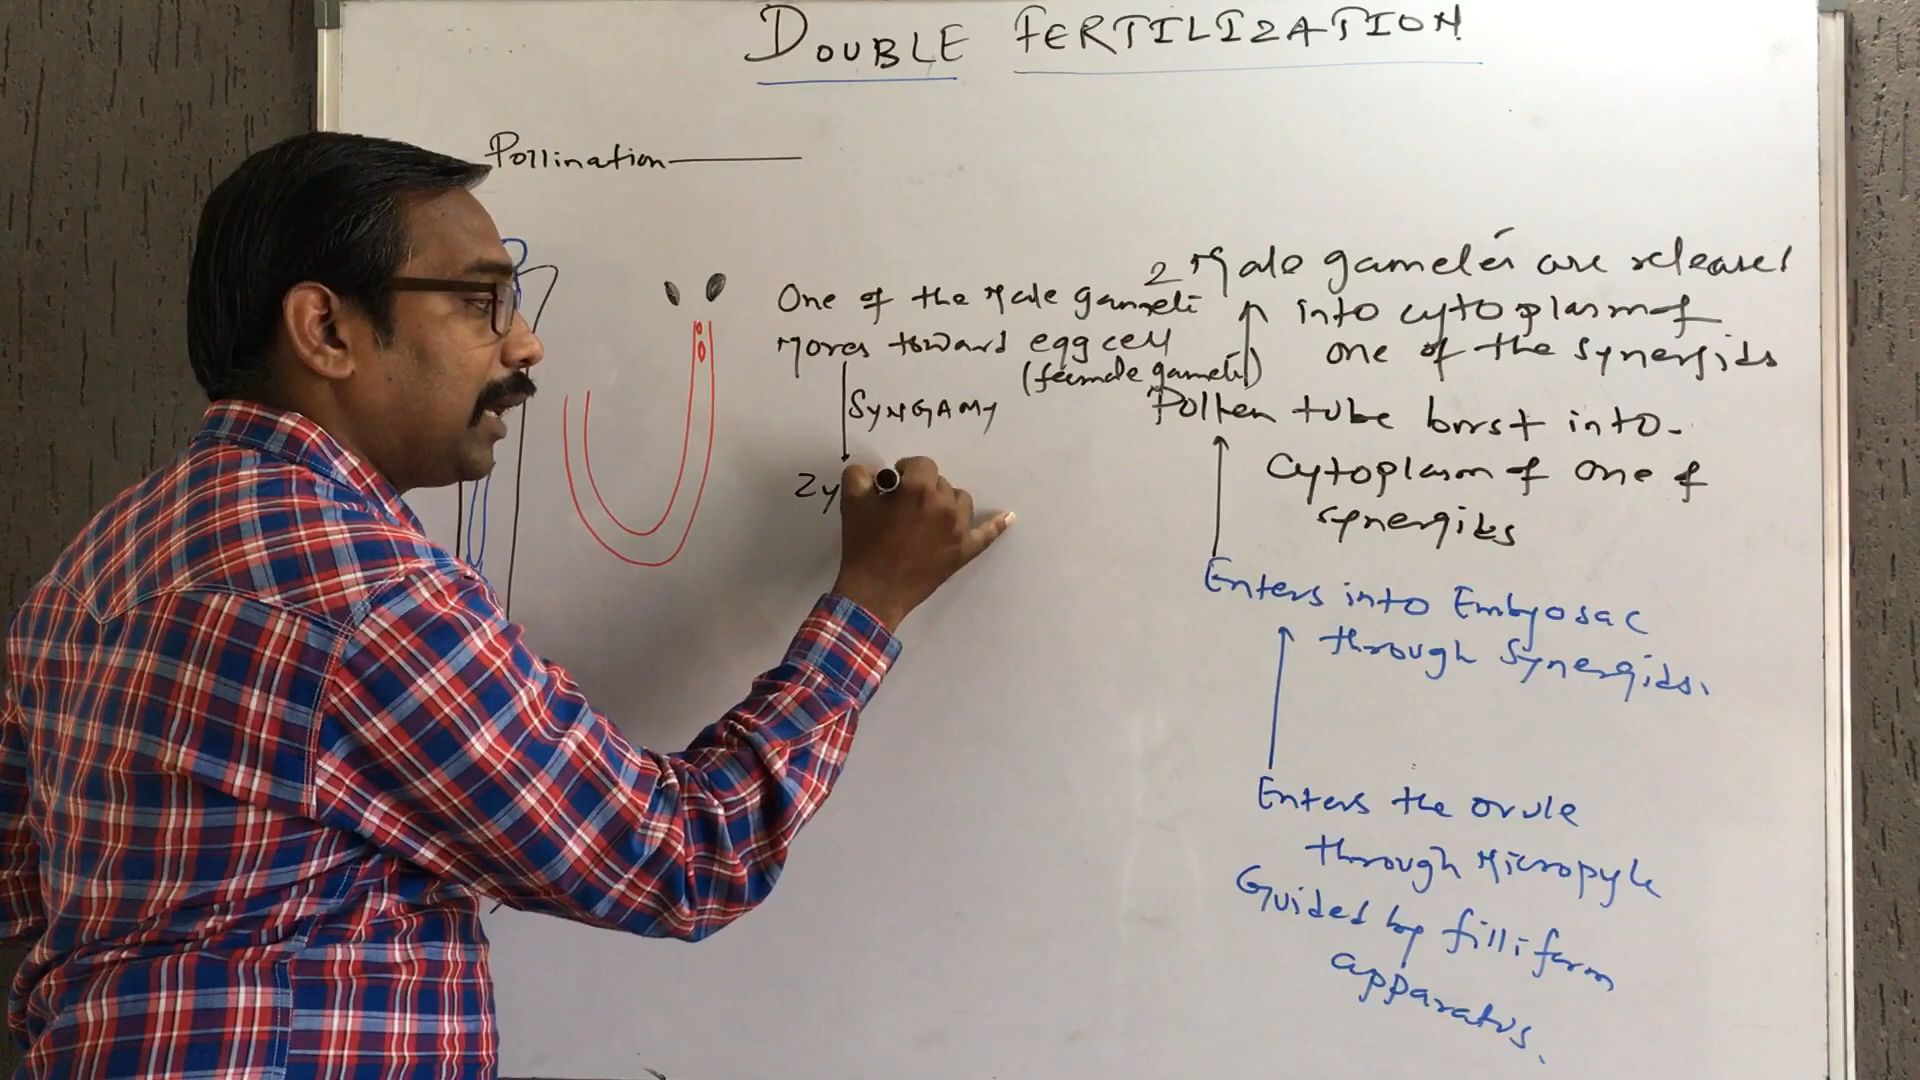 DOUBLE FERTILIZATION
Pollination
One of the Male gameti
Moves toward egg cell
(female gamete)
SYNGAMY
Zy
2 Male gametes are released
into cytoplasm of
one of the synergids
Pollen tube burst into
Cytoplasm of one of
synergids
Enters into Embyosac
through Synergids.
Enters the ovule
through Micropyle
Guided by filliform
apparatus.